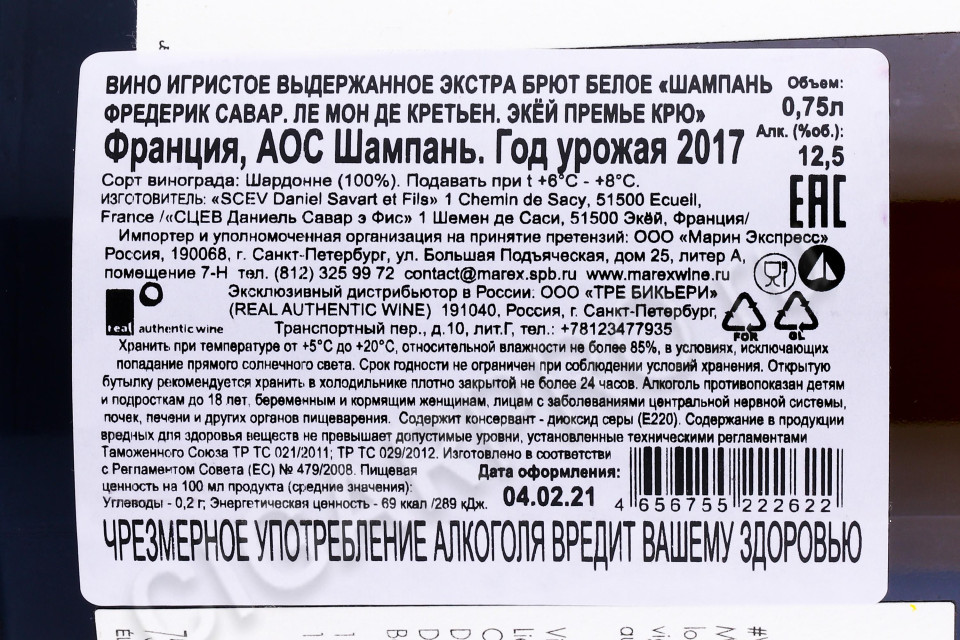 ВИНО ИГРИСТОЕ ВЫДЕРЖАННОЕ ЭКСТРА БРЮТ БЕЛОЕ «ШАМПАНЬ
ФРЕДЕРИК САВАР. ЛЕ МОН ДЕ КРЕТЬЕН. ЭКЁЙ ПРЕМЬЕ КРЮ»
Объем:
0,75л
Франция, АОС Шампань. Год урожая 2017
Алк. (%об.):
12,5
Сорт винограда: Шардонне (100%). Подавать при t +6°C - +8°C.
ИЗГОТОВИТЕЛЬ: «SCEV Daniel Savart et Fils» 1 Chemin de Sacy, 51500 Ecueil,
France /«СЦЕВ Даниель Савар э Фис» 1 Шемен де Саси, 51500 Экёй, Франция/
EAC
Импортер и уполномоченная организация на принятие претензий: ООО «Марин Экспресс»
Россия, 190068, г. Санкт-Петербург, ул. Большая Подъяческая, дом 25, литер А,
помещение 7-Н тел. (812) 325 99 72 contact@marex.spb.ru www.marexwine.ru
Эксклюзивный дистрибьютор в России: ООО «ТРЕ БИКЬЕРИ»
(REAL AUTHENTIC WINE) 191040, Россия, г. Санкт-Петербург,
Транспортный пер., д.10, лит.Г, тел.: +78123477935
real authentic wine
FOR
GL
Хранить при температуре от +5°C до +20°C, относительной влажности не более 85%, в условиях, исключающих
попадание прямого солнечного света. Срок годности не ограничен при соблюдении условий хранения. Открытую
бутылку рекомендуется хранить в холодильнике плотно закрытой не более 24 часов. Алкоголь противопоказан детям
и подросткам до 18 лет, беременным и кормящим женщинам, лицам с заболеваниями центральной нервной системы,
почек, печени и других органов пищеварения. Содержит консервант - диоксид серы (Е220). Содержание в продукции
вредных для здоровья веществ не превышает допустимые уровни, установленные техническими регламентами
Таможенного Союза ТР ТС 021/2011; ТР ТС 029/2012. Изготовлено в соответстви
с Регламентом Совета (ЕС) № 479/2008. Пищевая
ценность на 100 мл продукта (средние значения):
Углеводы - 0,2 г; Энергетическая ценность - 69 ккал /289 кДж.
Дата оформления:
04.02.21
4 656755 222622
ЧРЕЗМЕРНОЕ УПОТРЕБЛЕНИЕ АЛКОГОЛЯ ВРЕДИТ ВАШЕМУ ЗДОРОВЬЮ